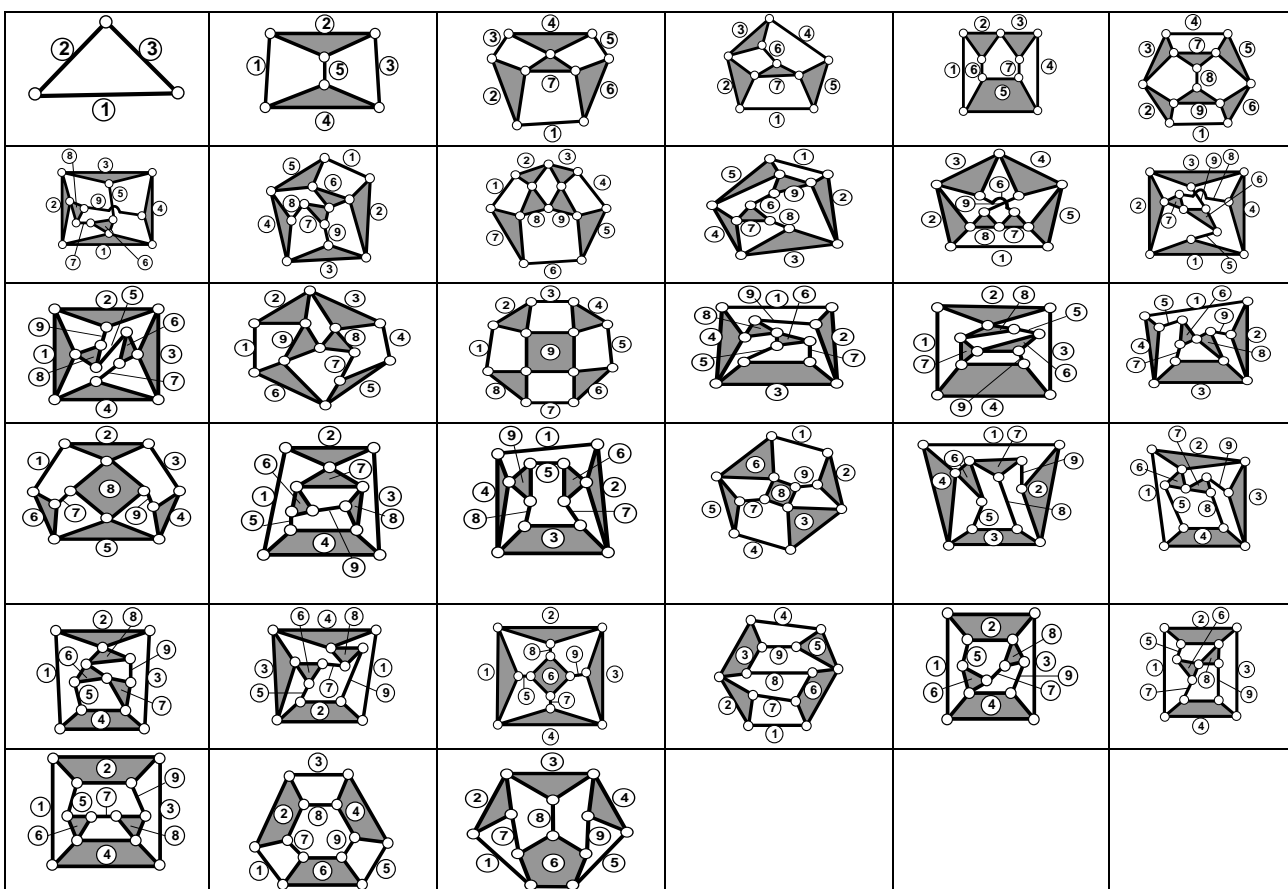 2 3 1
2 1 5 3 4
4 3 5 7 2 6 1
3 4 6 2 7 5 1
2 3 1 6 7 4 5
4 3 7 5 8 2 9 6 1
8 3 5 2 9 4 1 7 6
5 1 6 8 2 4 7 9 3
2 3 1 4 8 9 7 5 6
1 5 9 2 6 4 7 8 3
3 4 6 9 2 5 8 7 1
3 9 8 6 2 4 7 1 5
2 5 8 9 6 1 3 8 7 4
2 3 9 8 1 4 7 6 5
3 2 4 1 9 5 8 6 7
9 1 6 8 4 2 5 7 3
2 8 5 7 3 6 9 4
5 1 6 9 4 2 7 8 3
2 1 3 8 6 7 9 4 5
2 6 7 1 3 5 8 4 9
1 9 6 5 4 2 8 7 3
1 6 9 2 8 5 7 3 4
1 7 6 9 4 2 5 8 3
7 2 9 6 1 5 8 3 4
2 8 6 9 1 3 5 7 4
6 4 8 3 1 7 5 9 2
2 8 1 6 9 3 5 7 4
4 3 9 5 8 6 2 7 1
2 8 5 1 3 9 6 7 4
6 2 5 1 8 3 7 9 4
2 9 1 5 7 3 6 8 4
3 2 8 4 7 9 1 6 5
3 2 4 8 7 9 1 6 5